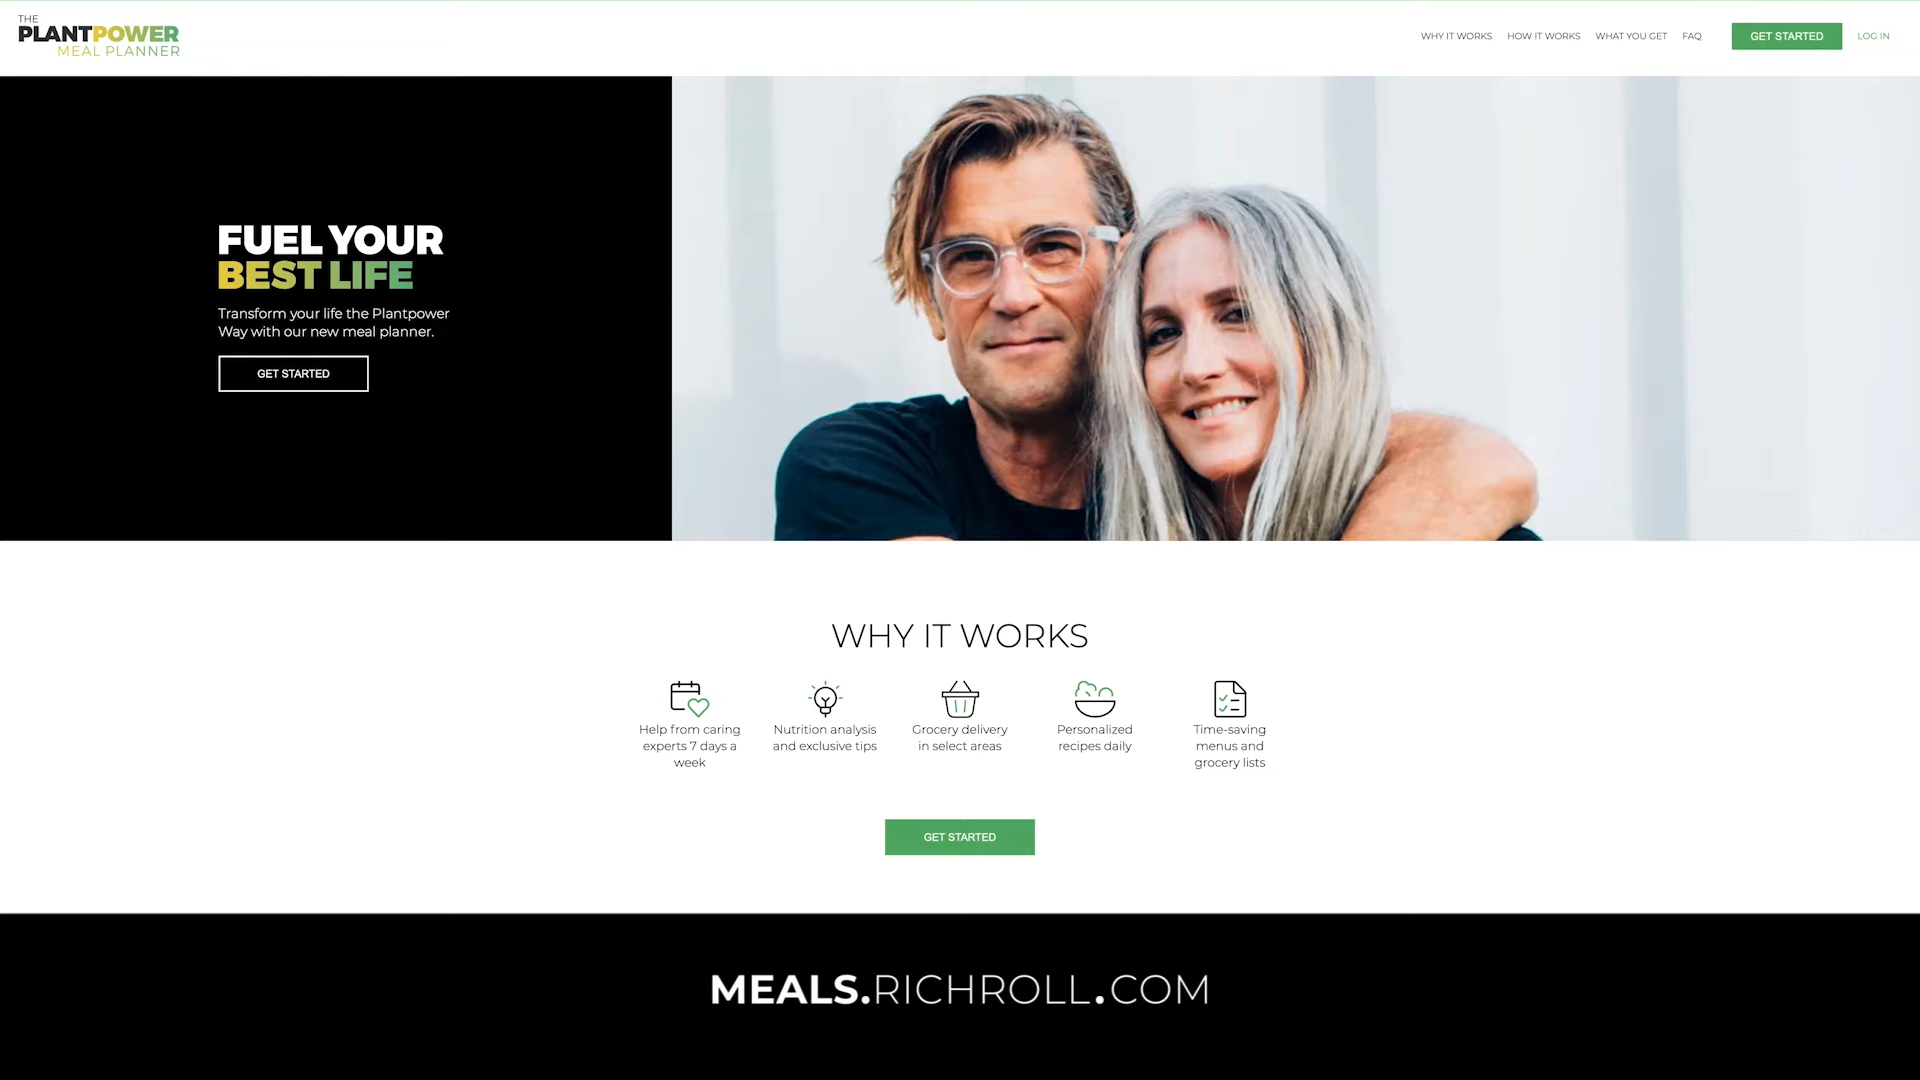 THE
PLANTPOWER
MEAL PLANNER
WHY IT WORKS
HOW IT WORKS
WHAT YOU GET
FAQ
GET STARTED
LOG IN
FUEL YOUR
BEST LIFE
Transform your life the Plantpower
Way with our new meal planner.
GET STARTED
WHY IT WORKS
Help from caring
experts 7 days a
week
Nutrition analysis
and exclusive tips
Grocery delivery
in select areas
Personalized
recipes daily
Time-saving
menus and
grocery lists
GET STARTED
MEALS.RICHROLL.COM